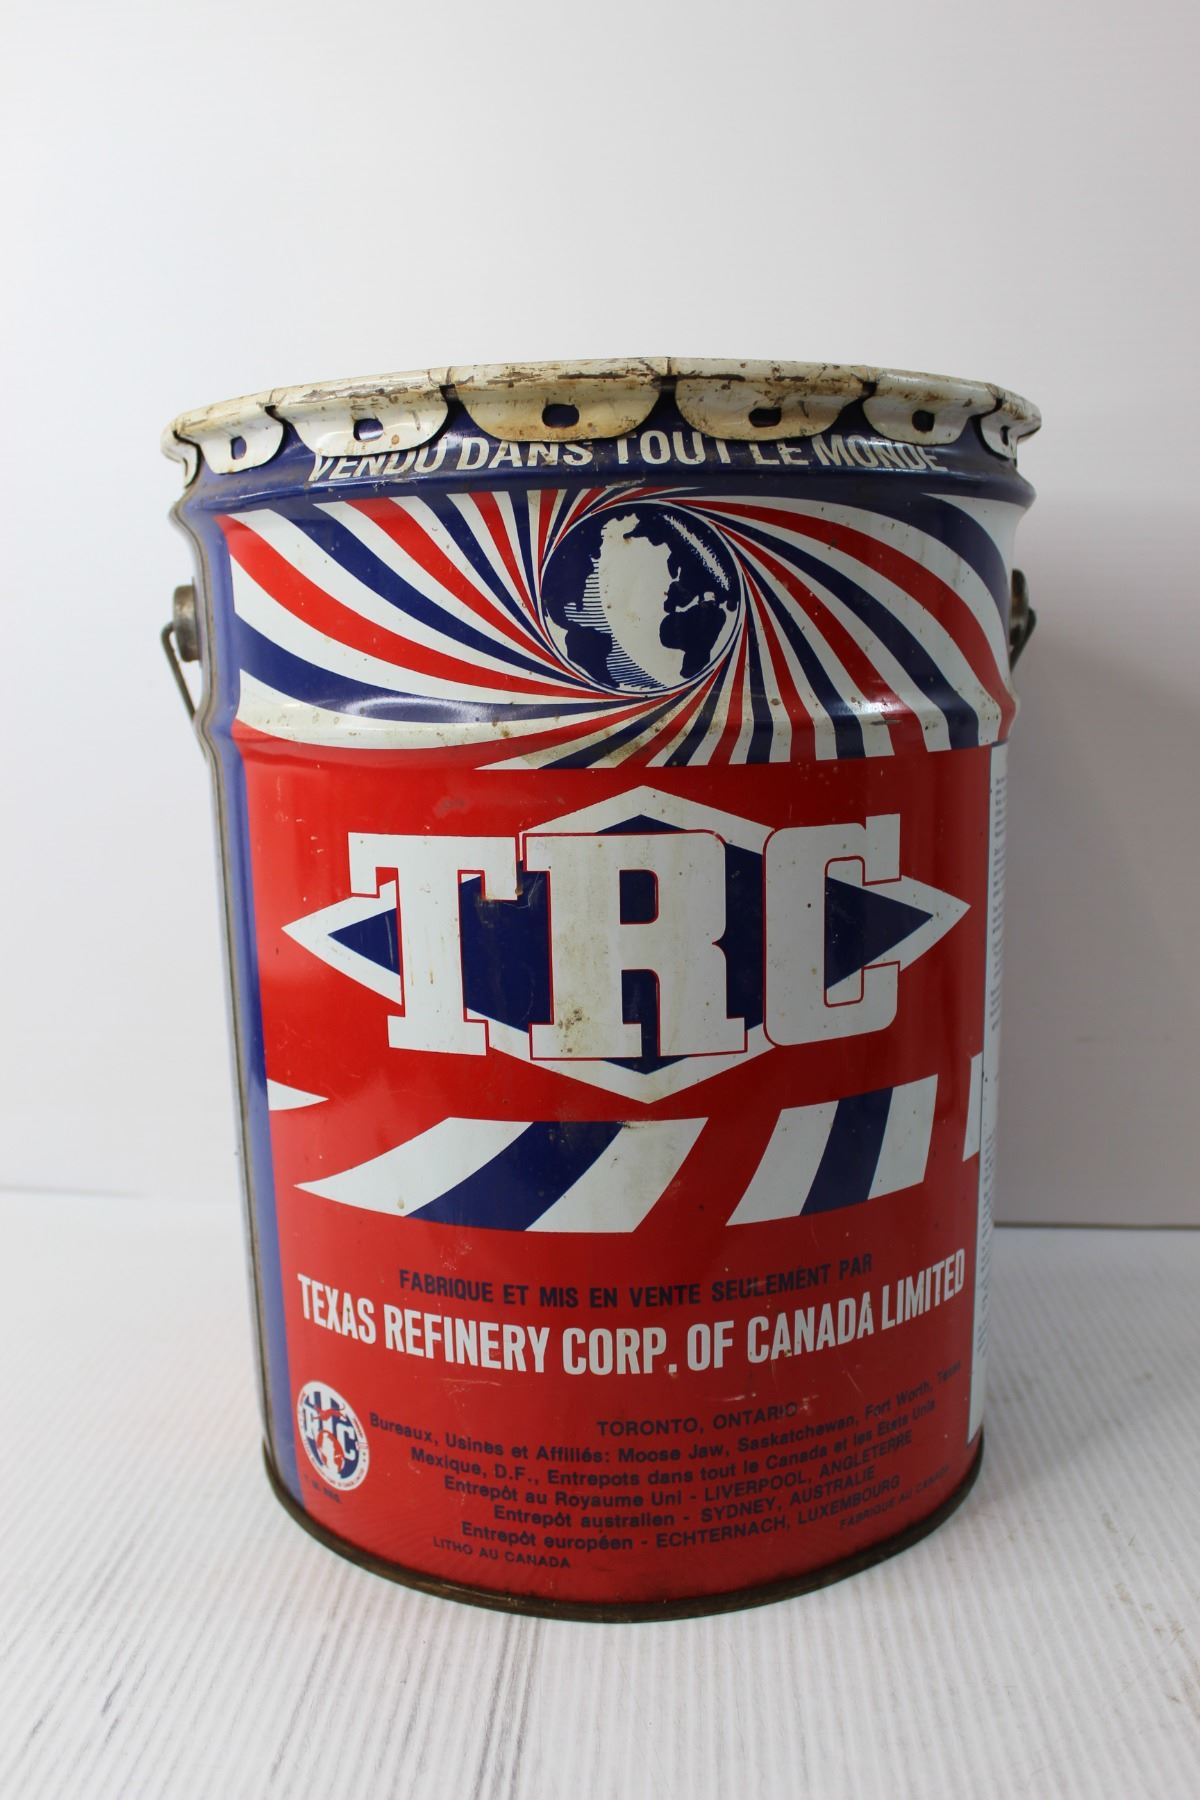 VENDU DANS TOUT LE MONDE
TRC
FABRIQUE ET MIS EN VENTE SEULEMENT PAR
TEXAS REFINERY CORP. OF CANADA LIMITED
TORONTO, ONTARIO
Bureaux, Usines et Affiliés: Moose Jaw, Saskatchewan, Fort Worth, Texas
Mexique, D.F., Entrepots dans tout le Canada et les Etats Unis
Entrepôt au Royaume Uni - LIVERPOOL, ANGLETERRE
Entrepôt australien - SYDNEY, AUSTRALIE
Entrepôt européen - ECHTERNACH, LUXEMBOURG
LITHO AU CANADA
FABRIQUE AU CANADA
TRC
T. M. REG.